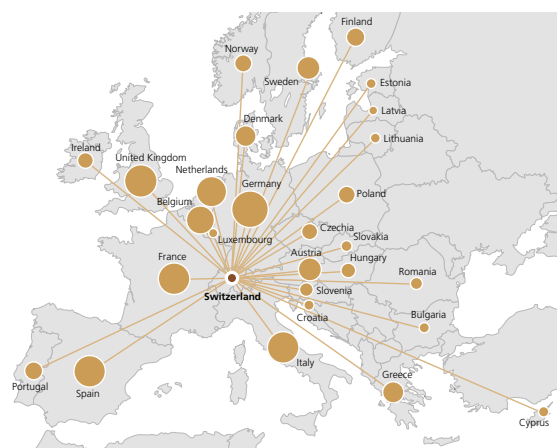 Finland
Norway
Sweden
Estonia
Latvia
Denmark
Lithuania
Ireland
United Kingdom
Netherlands
Germany
Poland
Belgium
Luxembourg
Czechia
Slovakia
France
Austria
Hungary
Romania
Switzerland
Slovenia
Croatia
Bulgaria
Italy
Portugal
Spain
Greece
Cyprus